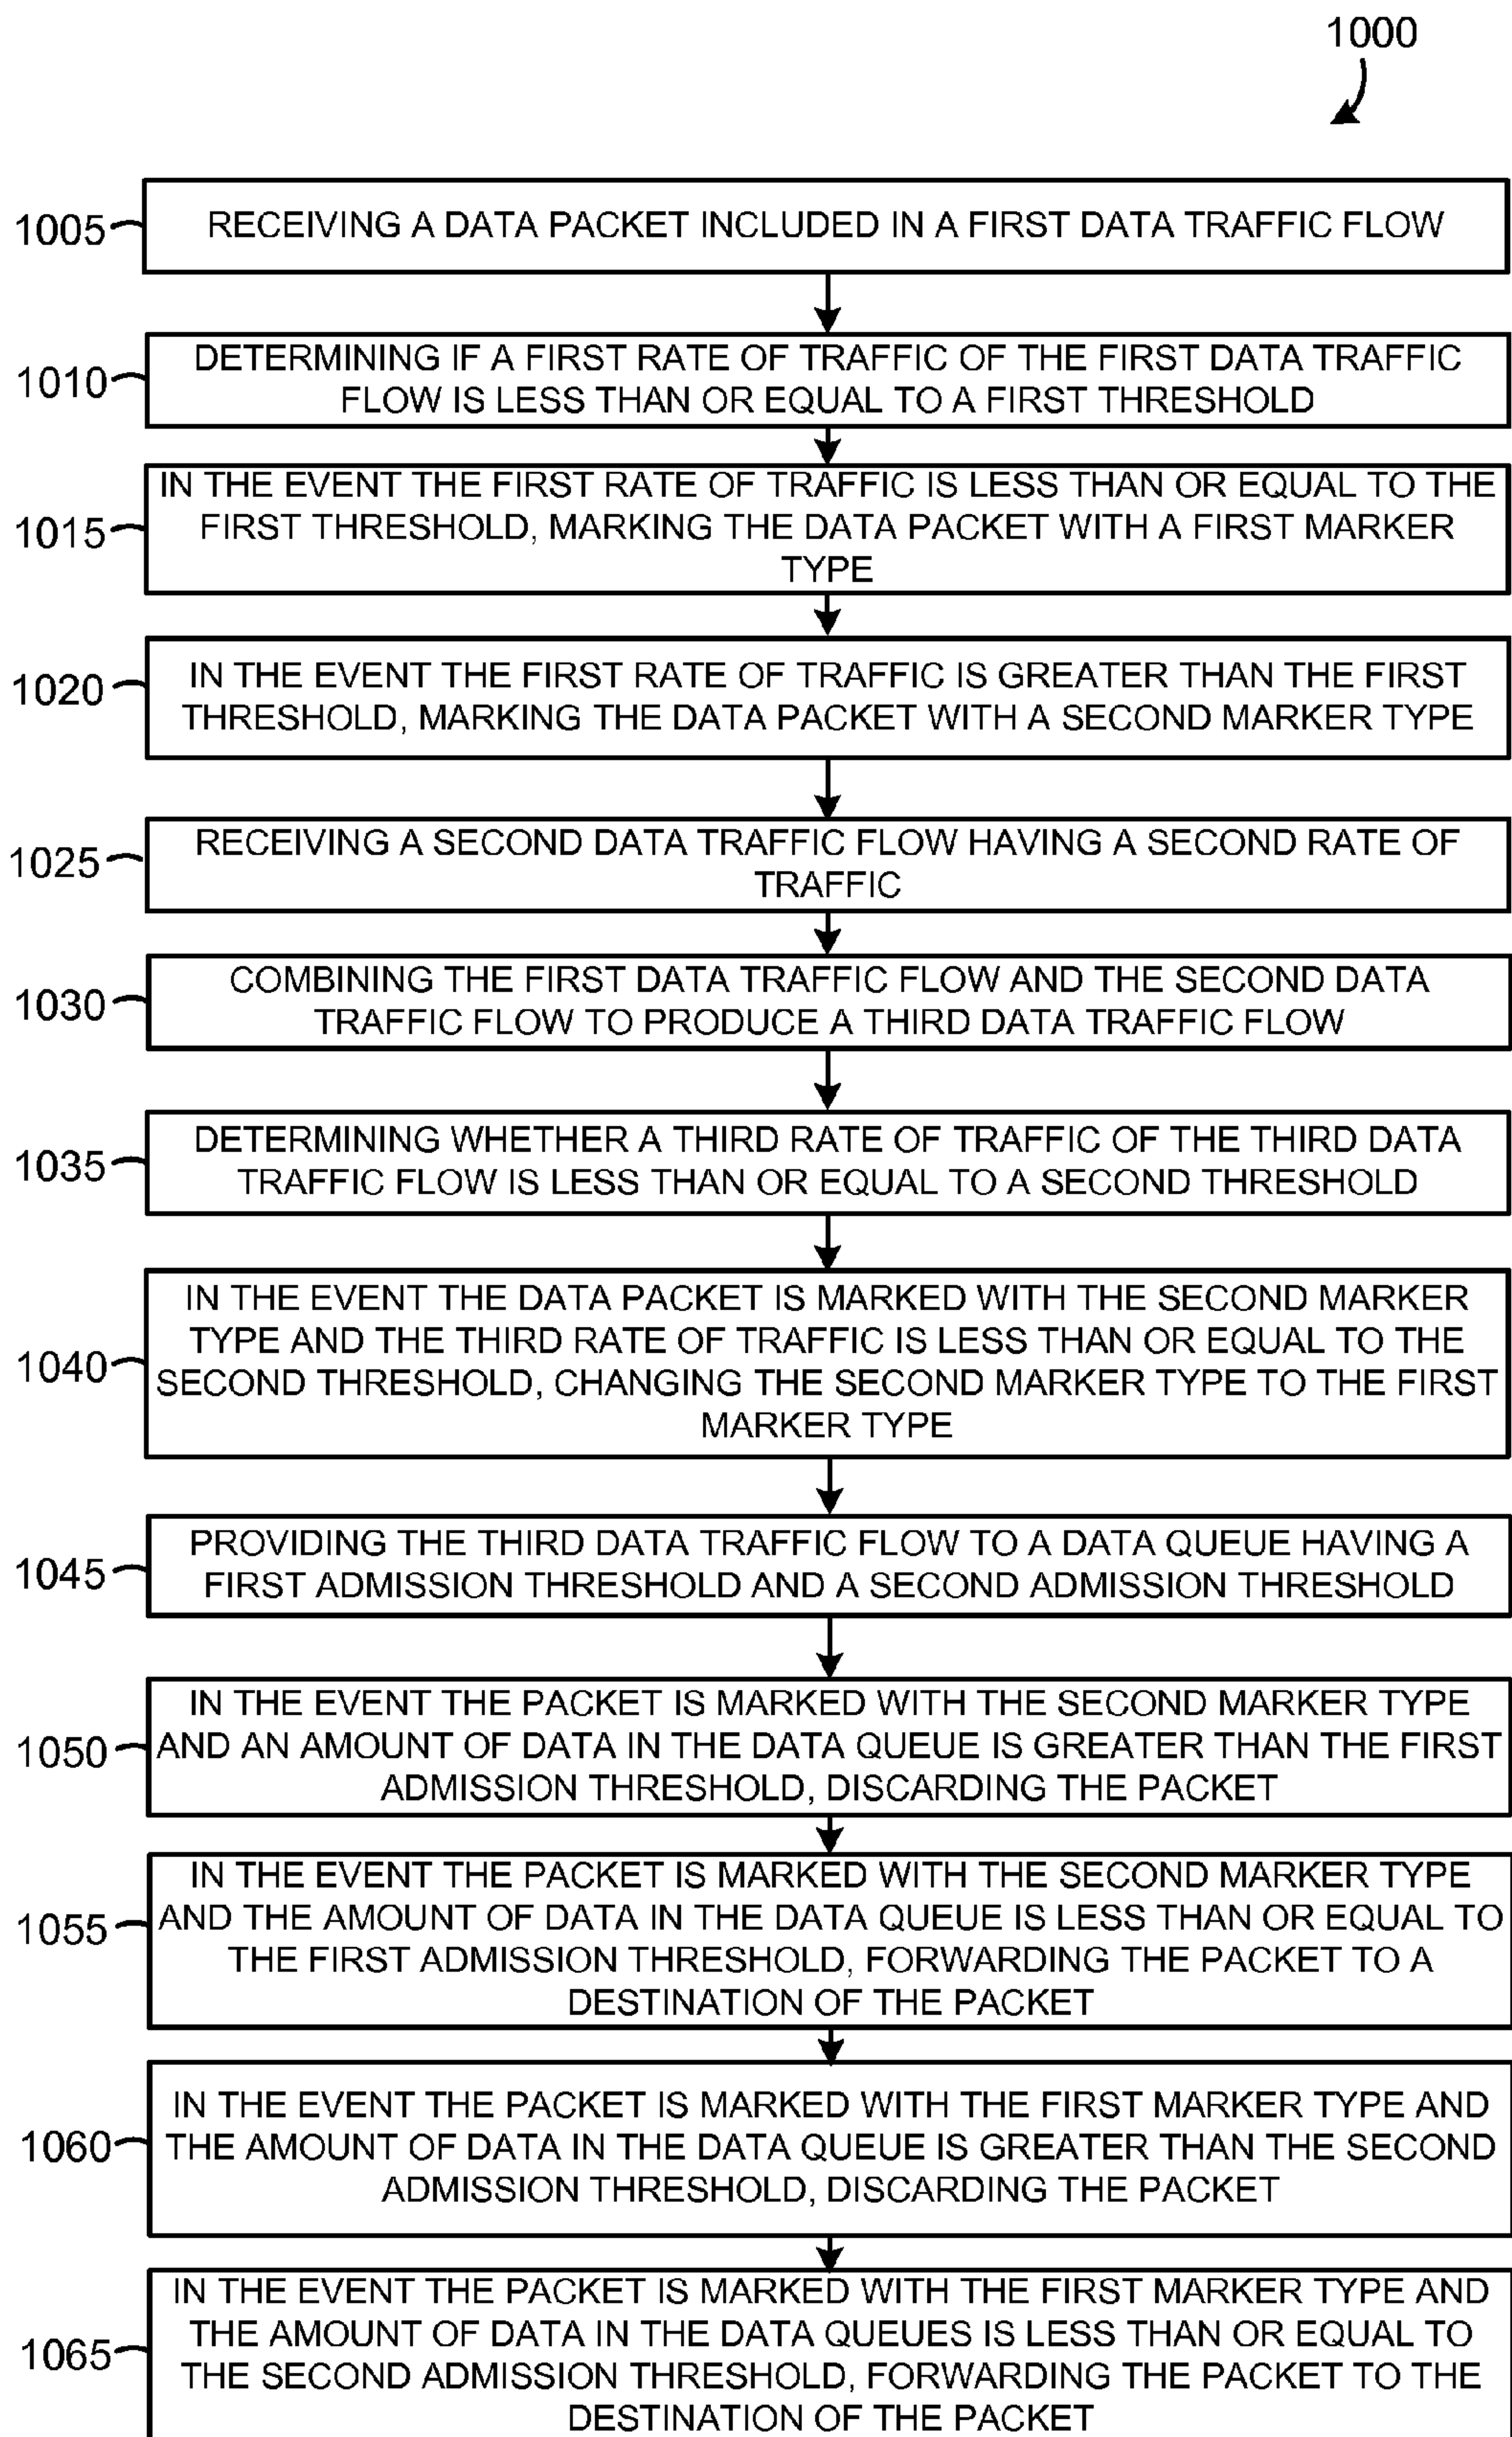 1000
1005
RECEIVING A DATA PACKET INCLUDED IN A FIRST DATA TRAFFIC FLOW
1010
DETERMINING IF A FIRST RATE OF TRAFFIC OF THE FIRST DATA TRAFFIC
FLOW IS LESS THAN OR EQUAL TO A FIRST THRESHOLD
1015
IN THE EVENT THE FIRST RATE OF TRAFFIC IS LESS THAN OR EQUAL TO THE
FIRST THRESHOLD, MARKING THE DATA PACKET WITH A FIRST MARKER
TYPE
1020
IN THE EVENT THE FIRST RATE OF TRAFFIC IS GREATER THAN THE FIRST
THRESHOLD, MARKING THE DATA PACKET WITH A SECOND MARKER TYPE
1025
RECEIVING A SECOND DATA TRAFFIC FLOW HAVING A SECOND RATE OF
TRAFFIC
1030
COMBINING THE FIRST DATA TRAFFIC FLOW AND THE SECOND DATA
TRAFFIC FLOW TO PRODUCE A THIRD DATA TRAFFIC FLOW
1035
DETERMINING WHETHER A THIRD RATE OF TRAFFIC OF THE THIRD DATA
TRAFFIC FLOW IS LESS THAN OR EQUAL TO A SECOND THRESHOLD
1040
IN THE EVENT THE DATA PACKET IS MARKED WITH THE SECOND MARKER
TYPE AND THE THIRD RATE OF TRAFFIC IS LESS THAN OR EQUAL TO THE
SECOND THRESHOLD, CHANGING THE SECOND MARKER TYPE TO THE FIRST
MARKER TYPE
1045
PROVIDING THE THIRD DATA TRAFFIC FLOW TO A DATA QUEUE HAVING A
FIRST ADMISSION THRESHOLD AND A SECOND ADMISSION THRESHOLD
1050
IN THE EVENT THE PACKET IS MARKED WITH THE SECOND MARKER TYPE
AND AN AMOUNT OF DATA IN THE DATA QUEUE IS GREATER THAN THE FIRST
ADMISSION THRESHOLD, DISCARDING THE PACKET
1055
IN THE EVENT THE PACKET IS MARKED WITH THE SECOND MARKER TYPE
AND THE AMOUNT OF DATA IN THE DATA QUEUE IS LESS THAN OR EQUAL TO
THE FIRST ADMISSION THRESHOLD, FORWARDING THE PACKET TO A
DESTINATION OF THE PACKET
1060
IN THE EVENT THE PACKET IS MARKED WITH THE FIRST MARKER TYPE AND
THE AMOUNT OF DATA IN THE DATA QUEUE IS GREATER THAN THE SECOND
ADMISSION THRESHOLD, DISCARDING THE PACKET
1065
IN THE EVENT THE PACKET IS MARKED WITH THE FIRST MARKER TYPE AND
THE AMOUNT OF DATA IN THE DATA QUEUES IS LESS THAN OR EQUAL TO
THE SECOND ADMISSION THRESHOLD, FORWARDING THE PACKET TO THE
DESTINATION OF THE PACKET